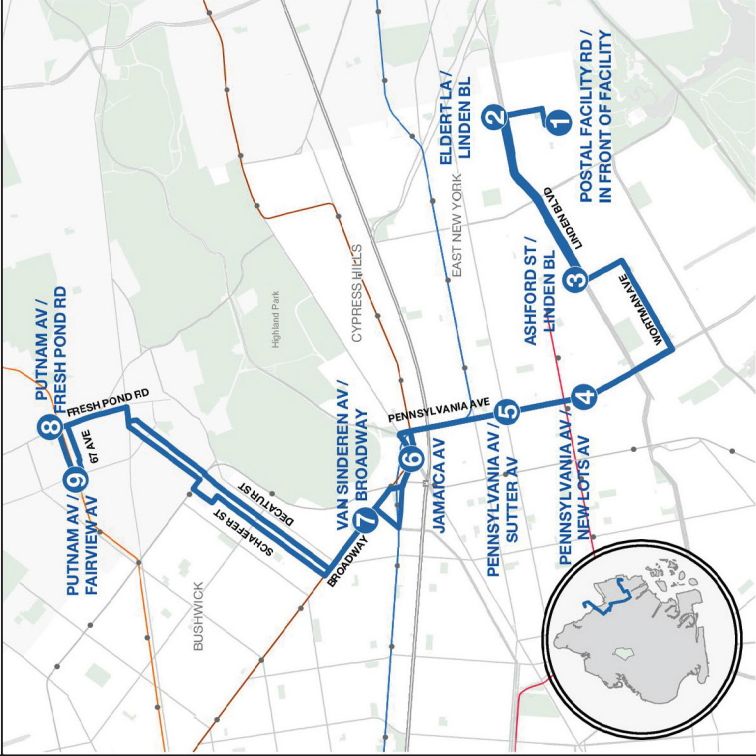 PUTNAM AV /
FRESH POND RD
8
FRESH POND RD
6T AVE
9
PUTNAM AV /
FAIRVIEW AV
DECATUR ST
SCHAEFER ST
BUSHWICK
Highland Park
CYPRESS HILLS
EAST NEW YORK
VAN SINDEREN AV /
BROADWAY
7
BROADWAY
6
JAMAICA AV
PENNSYLVANIA AVE
5
PENNSYLVANIA AV /
SUTTER AV
4
PENNSYLVANIA AV /
NEW LOTS AV
WORTMAN AVE
ASHFORD ST /
LINDEN BL
3
LINDEN BLVD
ELDERT LA /
LINDEN BL
2
1
POSTAL FACILITY RD /
IN FRONT OF FACILITY